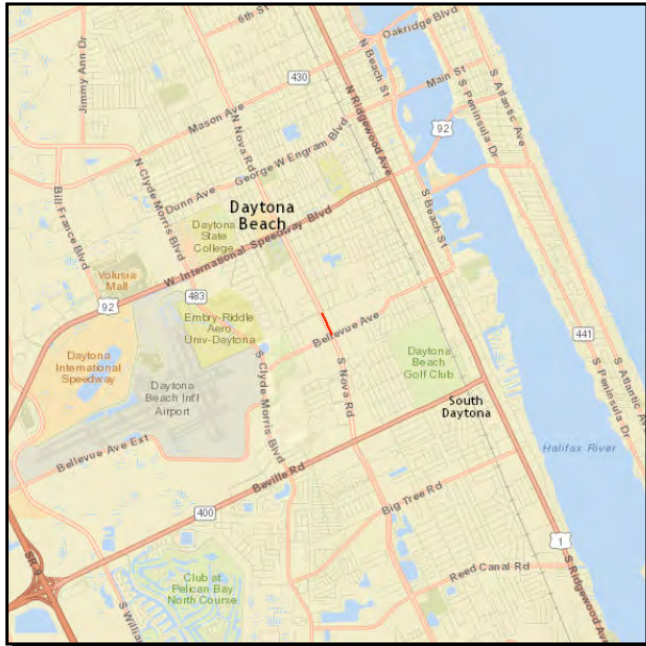 6th St
Oakridge Blvd
Jimmy Ann Dr
430
N Beach St
Main St
S Atlantic Ave
S Peninsula Dr
N Ridgewood Ave
Mason Ave
N Nova Rd
92
George W Engram Blvd
N Clyde Morris Blvd
Dunn Ave
Bill France Blvd
Daytona
Beach
Daytona
State
College
W International Speedway Blvd
S Beach St
Volusia
Mall
92
483
Embry-Riddle
Aero
Univ-Daytona
Bellevue Ave
441
Daytona
International
Speedway
Daytona
Beach Int'l
Airport
S Clyde Morris Blvd
S Nova Rd
Daytona
Beach
Golf Club
S Peninsula Dr
S Atlantic Ave
South
Daytona
Bellevue Ave Ext
Beville Rd
Halifax River
400
Big Tree Rd
1
SR-9
Club at
Pelican Bay
North Course
Reed Canal Rd
S Ridgewood Ave
S Willia